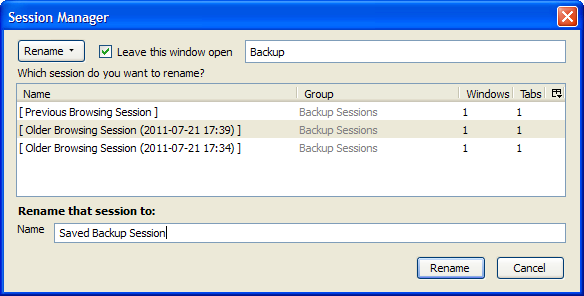 Session Manager
Rename Leave this window open Backup
Which session do you want to rename?
Name Group Windows Tabs
[ Previous Browsing Session ] Backup Sessions 1 1
[ Older Browsing Session (2011-07-21 17:39) ] Backup Sessions 1 1
[ Older Browsing Session (2011-07-21 17:34) ] Backup Sessions 1 1
Rename that session to:
Name Saved Backup Session
Rename Cancel